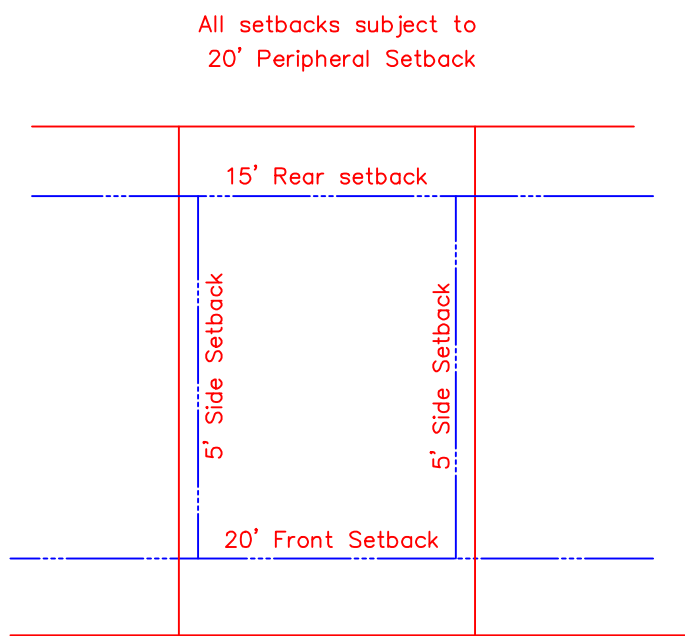 All setbacks subject to
20' Peripheral Setback
15' Rear setback
5' Side Setback
5' Side Setback
20' Front Setback